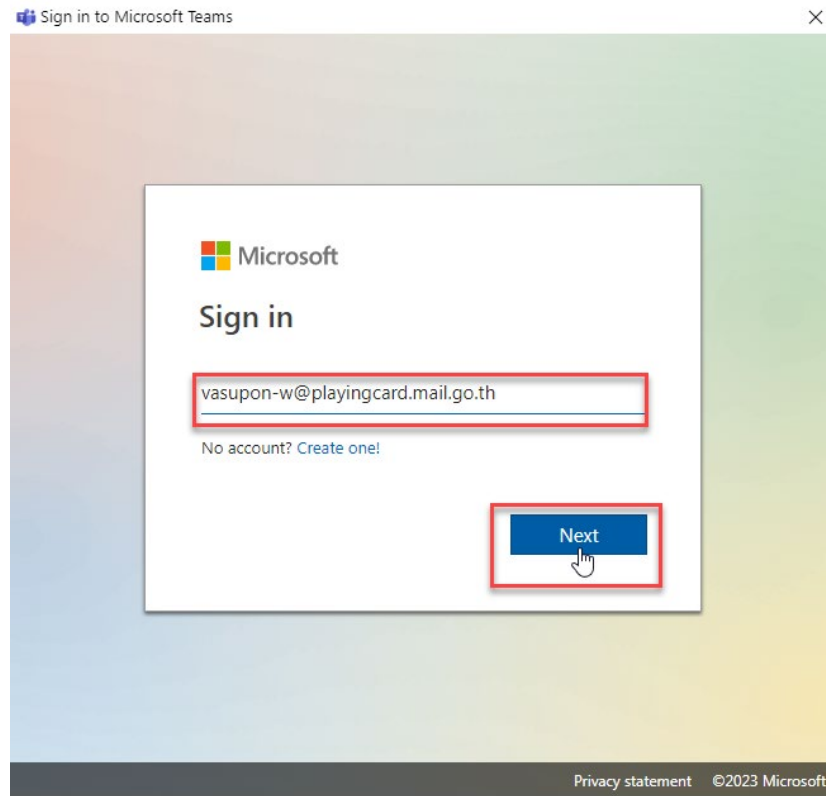 Sign in to Microsoft Teams
Microsoft
Sign in
vasupon-w@playingcard.mail.go.th
No account? Create one!
Next
Privacy statement ©2023 Microsoft